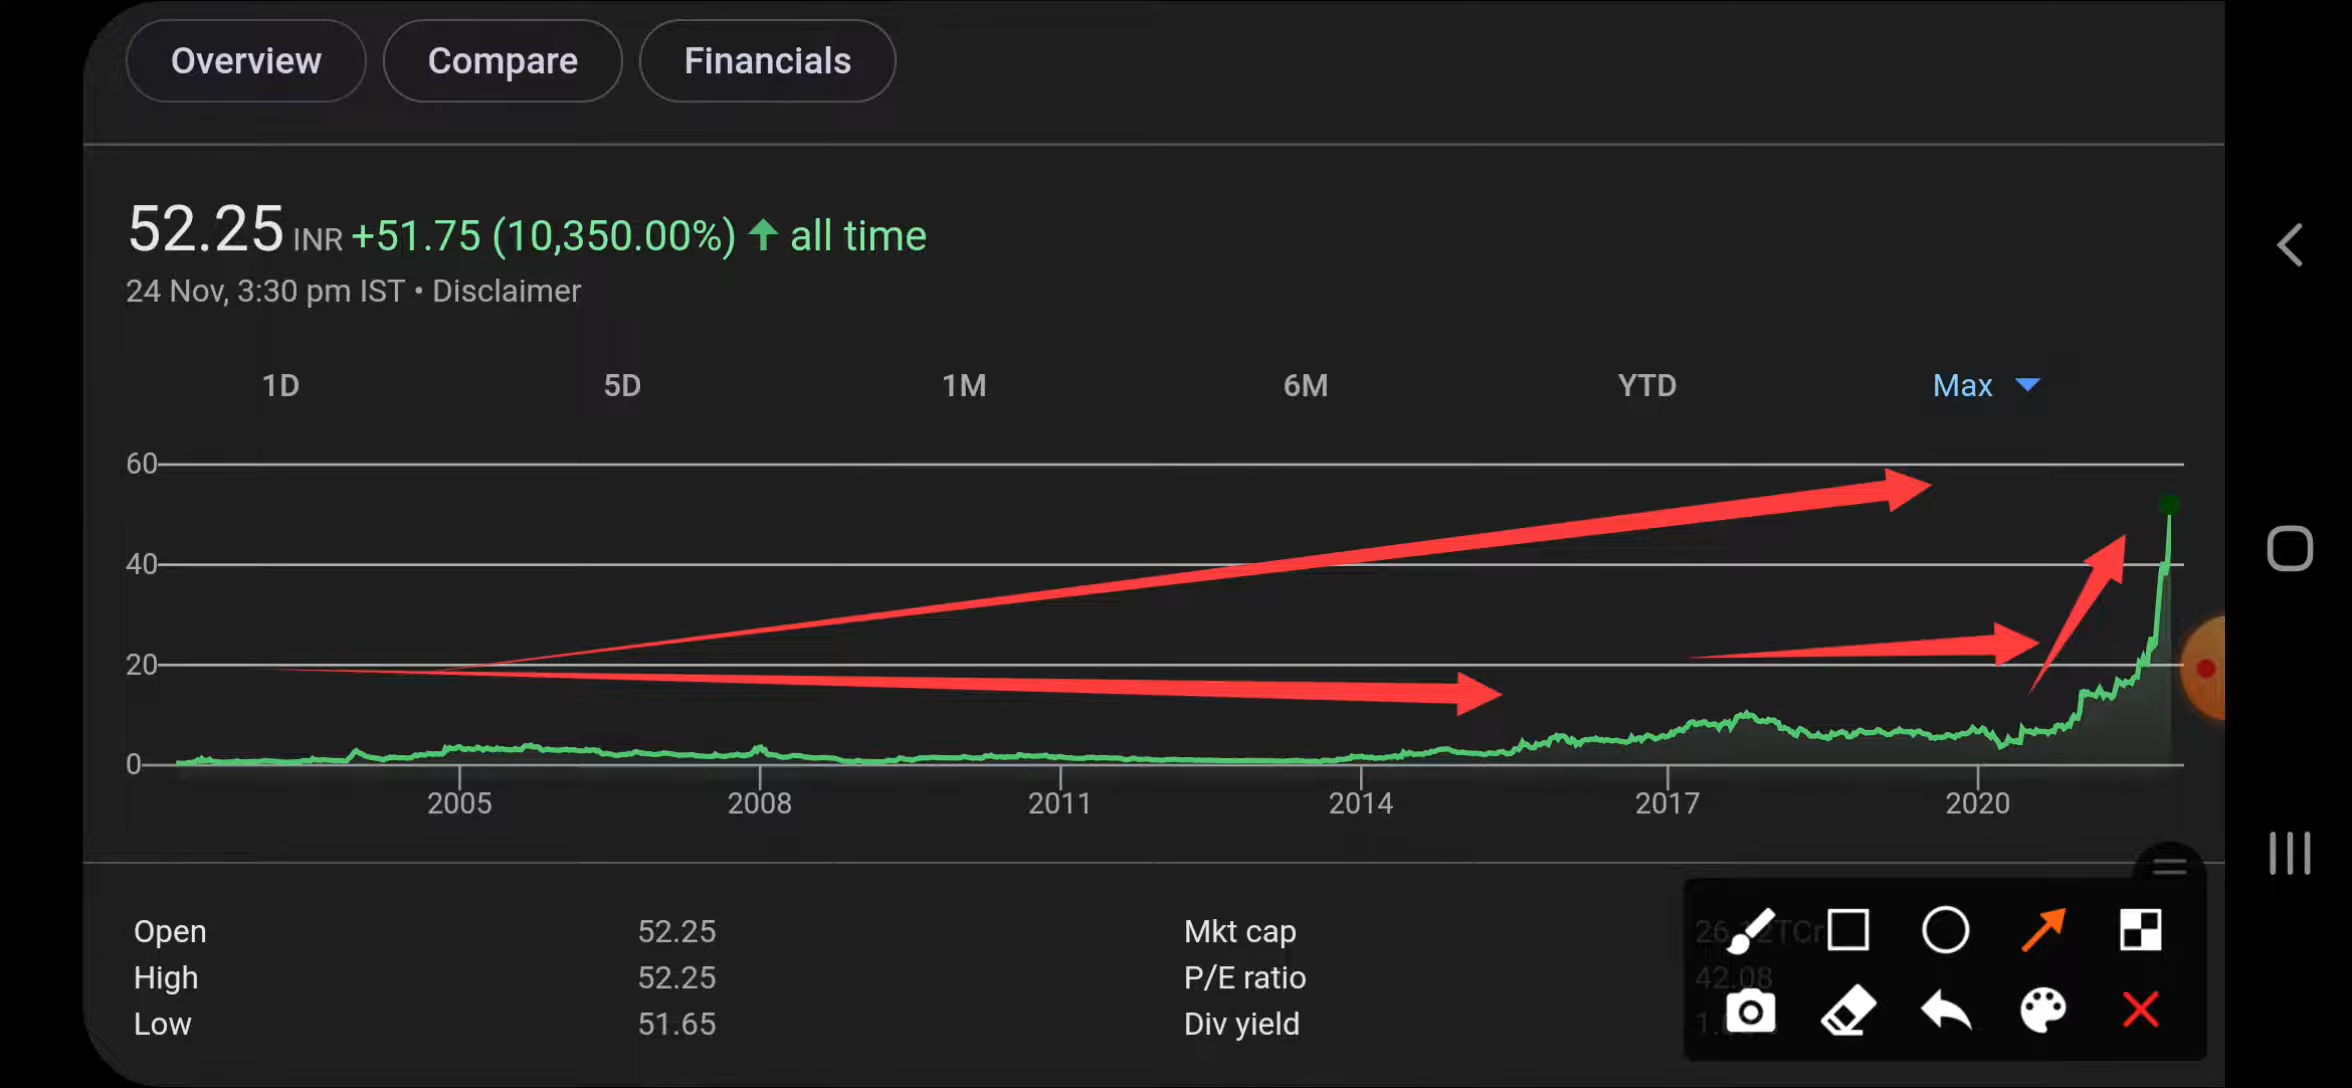 Overview Compare Financials
52.25 INR +51.75 (10,350.00%) ↑ all time
24 Nov, 3:30 pm IST • Disclaimer
1D 5D 1M 6M YTD Max
60
40
20
0
2005 2008 2011 2014 2017 2020
Open 52.25 Mkt cap
High 52.25 P/E ratio 42.08
Low 51.65 Div yield